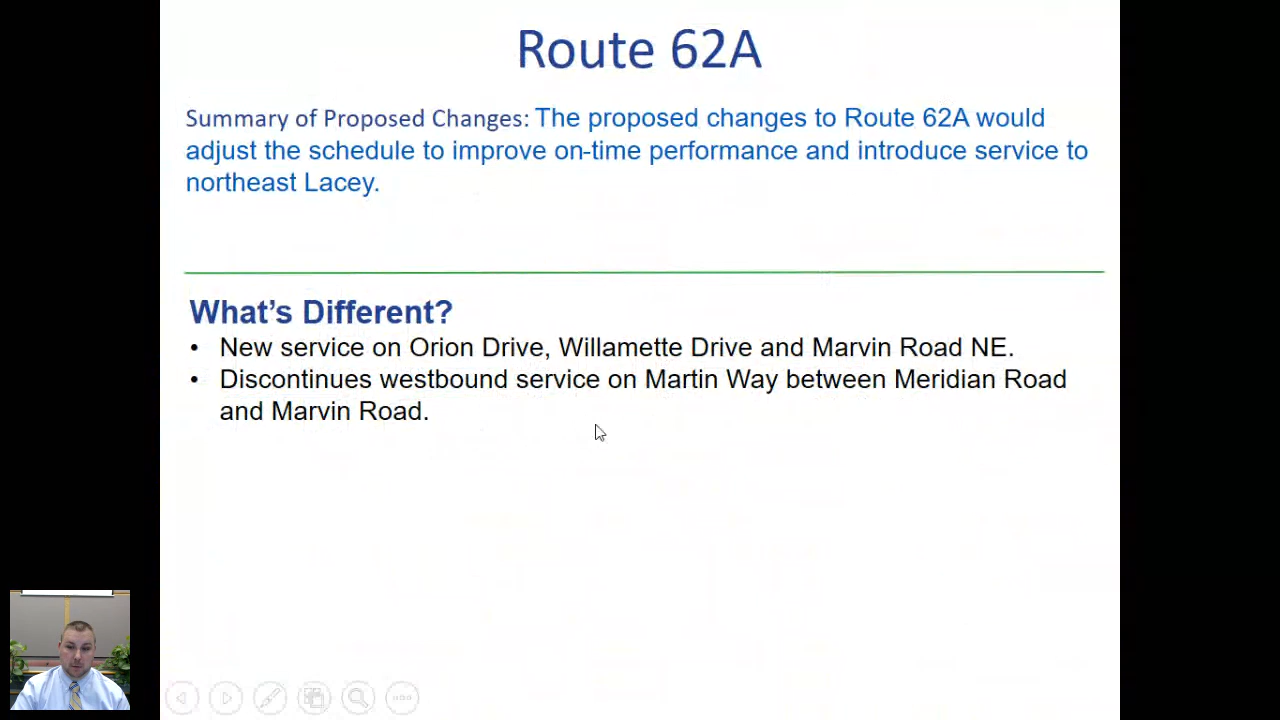 Route 62A
Summary of Proposed Changes: The proposed changes to Route 62A would
adjust the schedule to improve on-time performance and introduce service to
northeast Lacey.
What's Different?
• New service on Orion Drive, Willamette Drive and Marvin Road NE.
• Discontinues westbound service on Martin Way between Meridian Road
and Marvin Road.